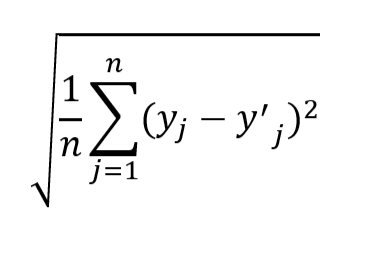 √(1/n ∑_{j=1}^{n} (y_j − y'_j)²)